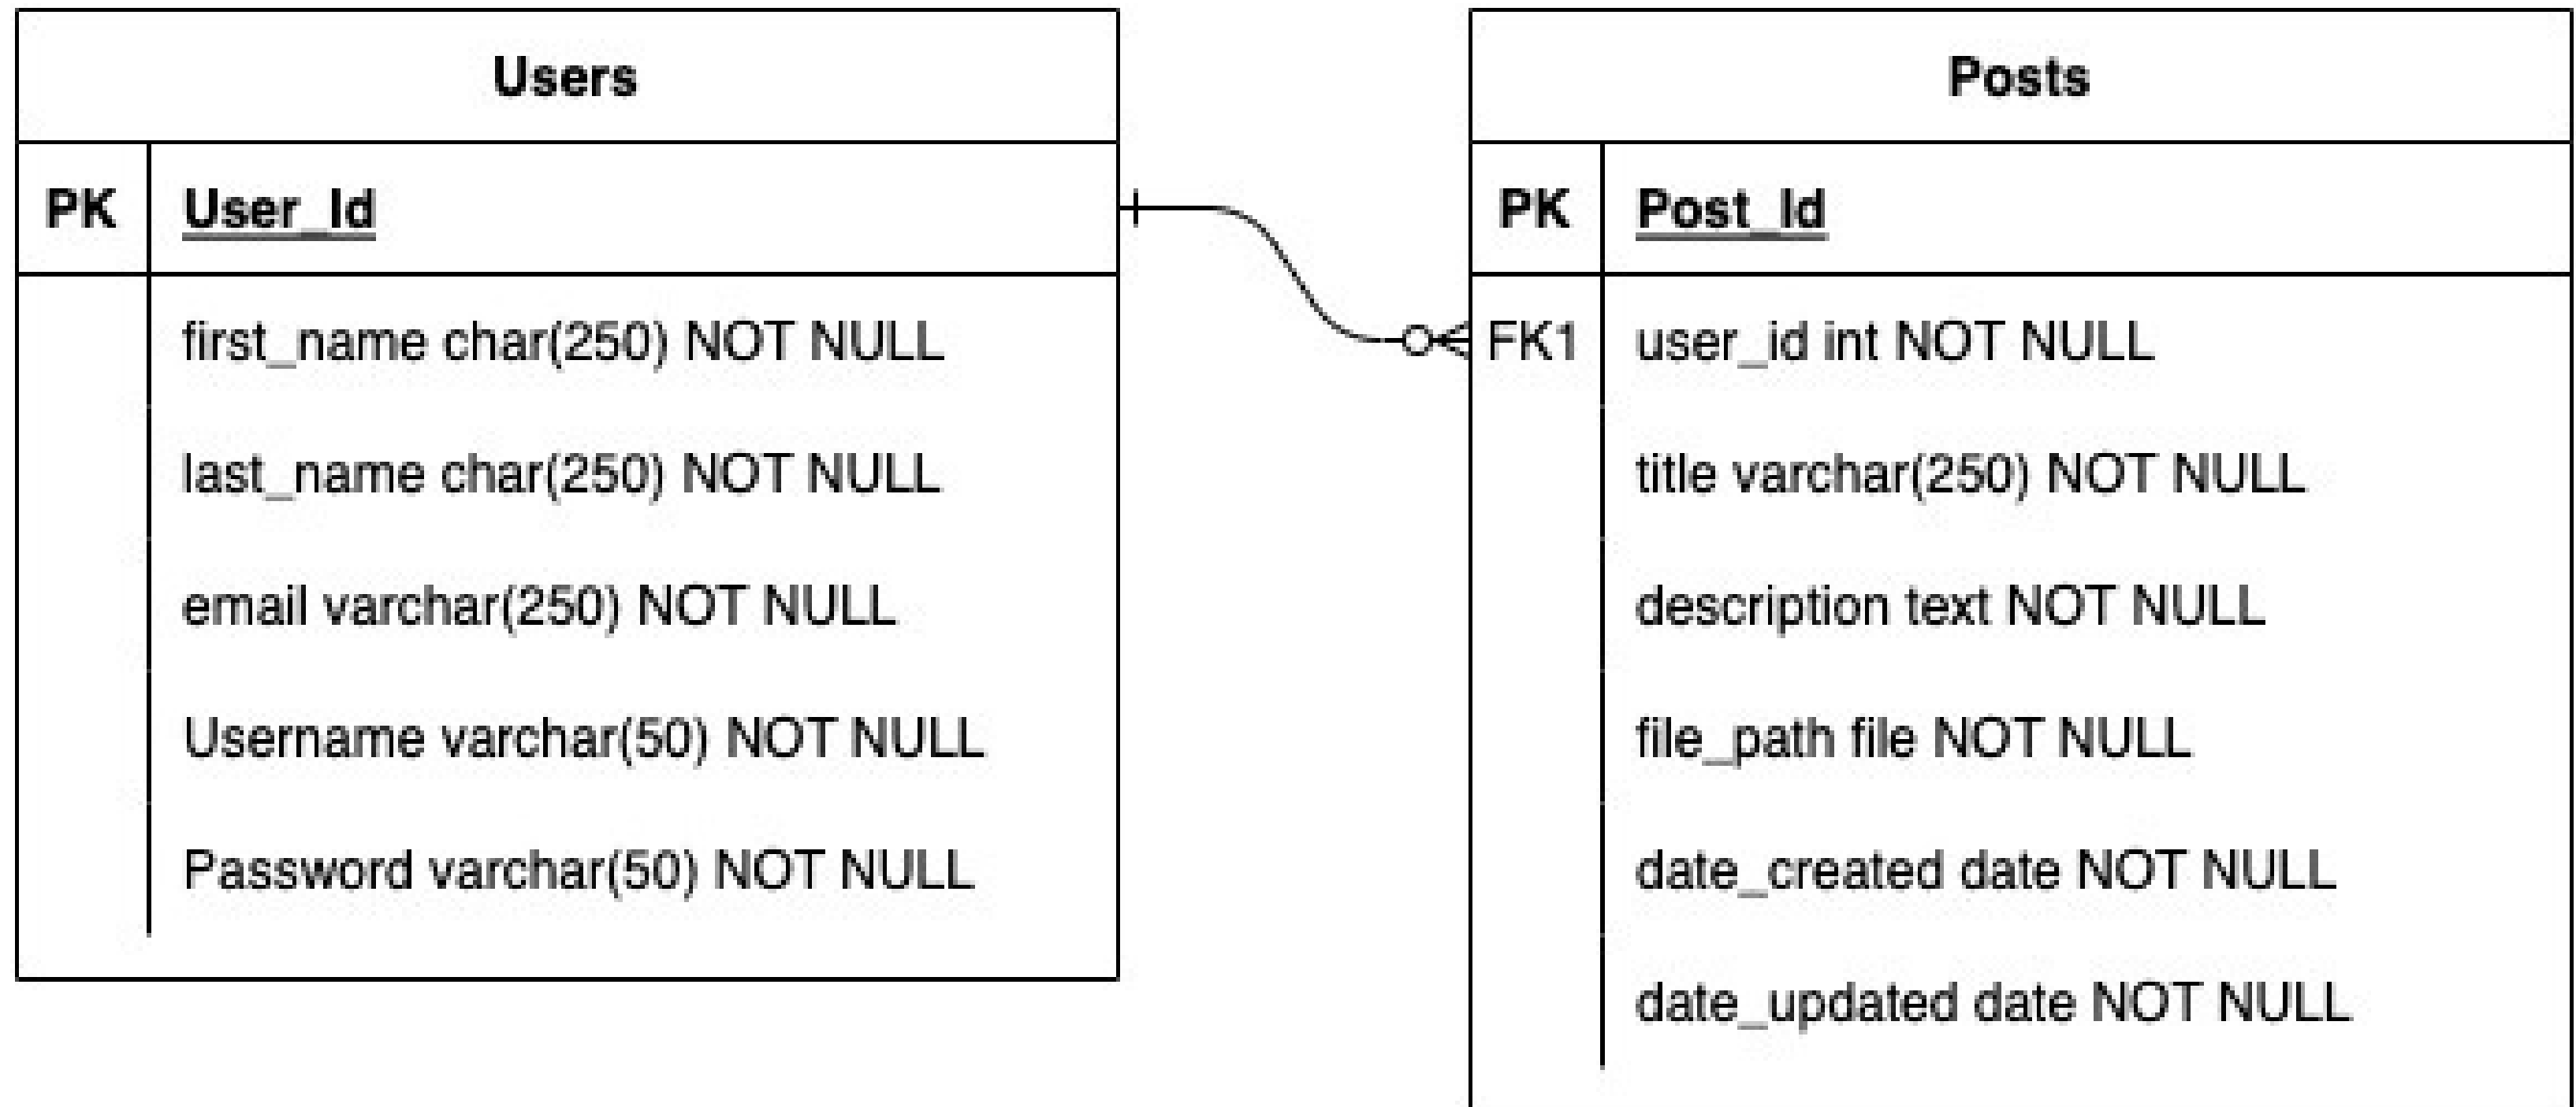 Users
PK User_Id
first_name char(250) NOT NULL
last_name char(250) NOT NULL
email varchar(250) NOT NULL
Username varchar(50) NOT NULL
Password varchar(50) NOT NULL
Posts
PK Post_Id
FK1 user_id int NOT NULL
title varchar(250) NOT NULL
description text NOT NULL
file_path file NOT NULL
date_created date NOT NULL
date_updated date NOT NULL